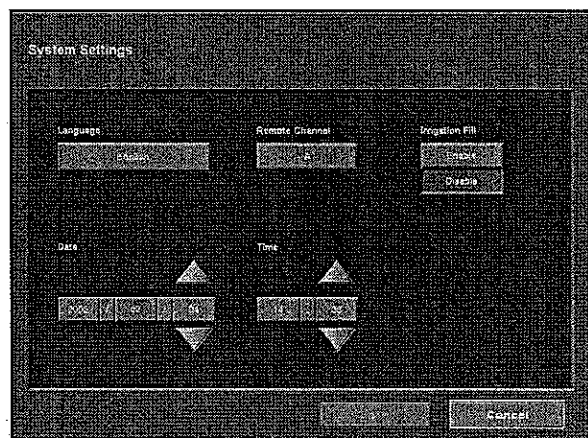 System Settings
Language Remote Channel Irrigation Fill
English A Enable
Disable
Date Time
Cancel